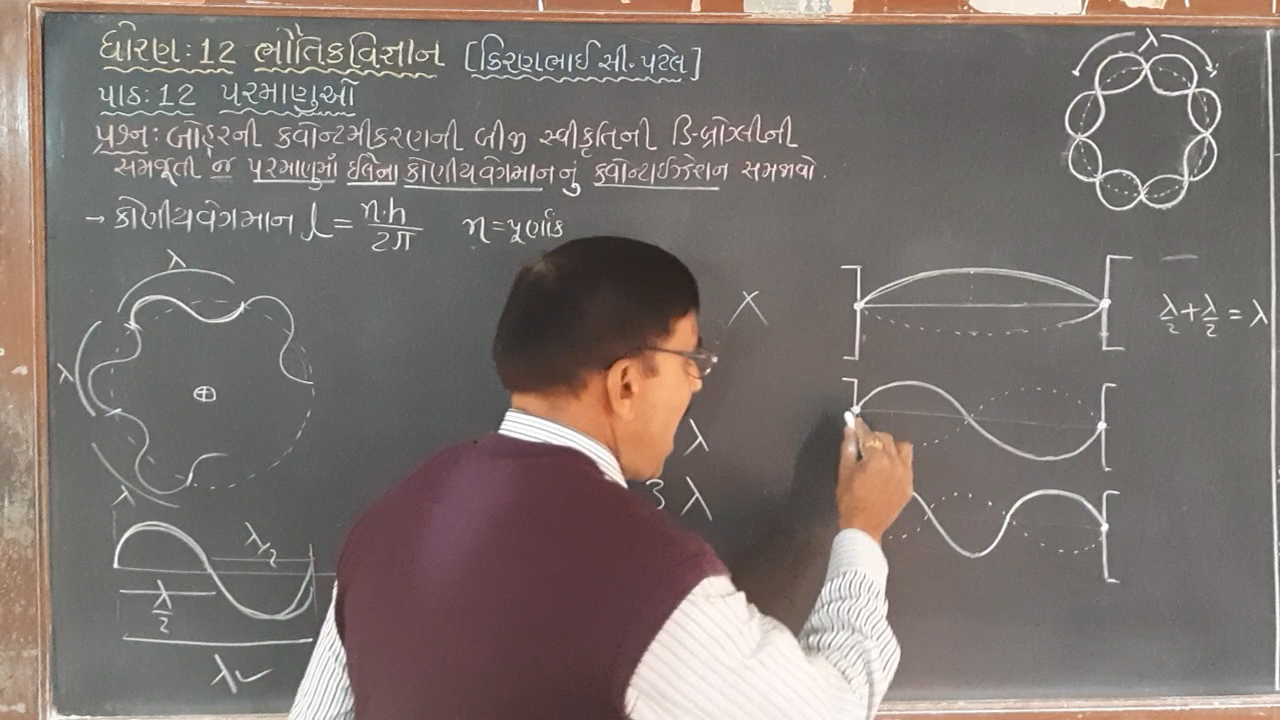 ધોરણ: 12 ભૌતિકવિજ્ઞાન [કિરણભાઈ સી. પટેલ]
પાઠ: 12 પરમાણુઓ
પ્રશ્ન: બોહરની ક્વોન્ટમીકરણની બીજી સ્વીકૃતિની ડિ-બ્રોગ્લીની
સમજૂતી જ પરમાણુમાં ઈલેના કોણીયવેગમાનનું ક્વોન્ટાઈઝેશન સમજાવો.
→ કોણીયવેગમાન l = n·h / 2π n = પૂર્ણાંક
λ
λ
λ
λ
⊕
λ/2
λ/2
λ
λ
3 λ
λ/2 + λ/2 = λ